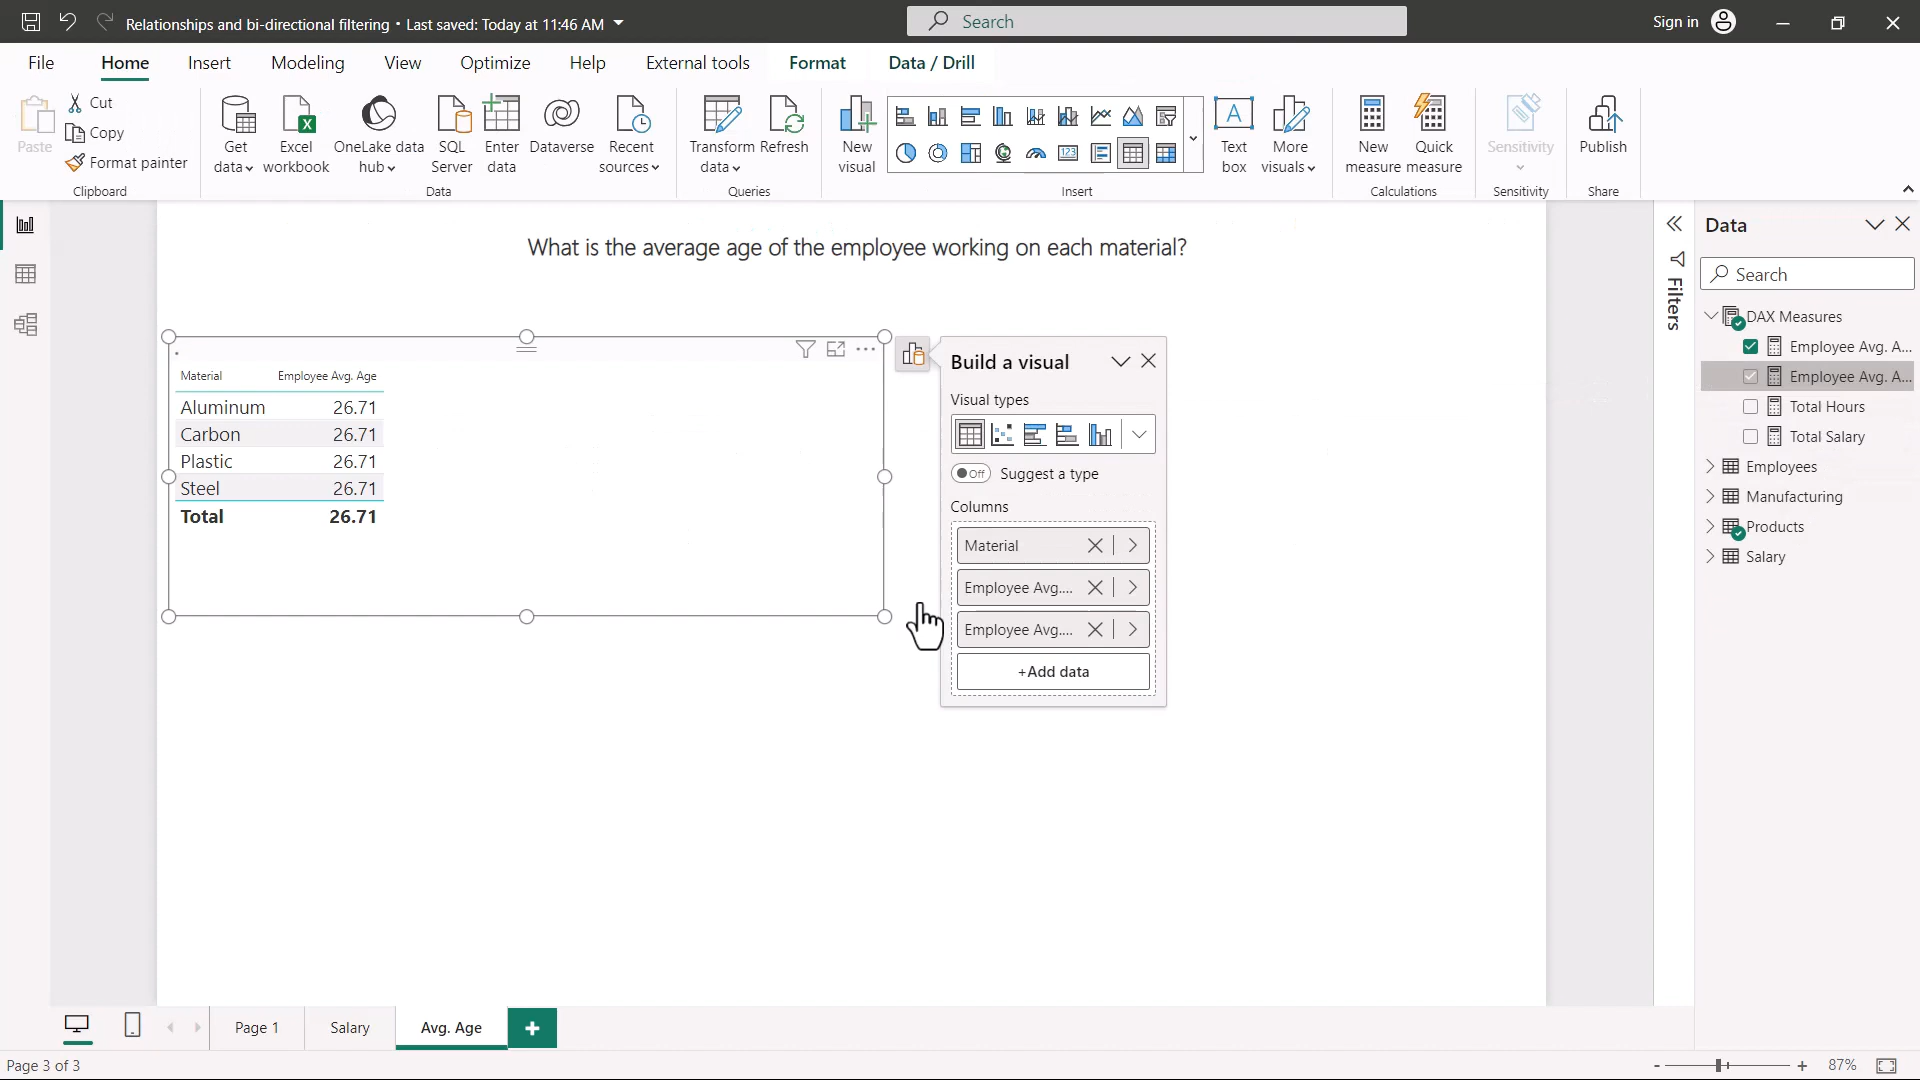 Relationships and bi-directional filtering • Last saved: Today at 11:46 AM
Search
Sign in
File
Home
Insert
Modeling
View
Optimize
Help
External tools
Format
Data / Drill
Paste
Cut
Copy
Format painter
Clipboard
Get
data
Excel
workbook
OneLake data
hub
SQL
Server
Enter
data
Dataverse
Recent
sources
Data
Transform
data
Refresh
Queries
New
visual
123
A
Text
box
More
visuals
Insert
New
measure
Quick
measure
Calculations
Sensitivity
Sensitivity
Publish
Share
What is the average age of the employee working on each material?
Material Employee Avg. Age
Aluminum 26.71
Carbon 26.71
Plastic 26.71
Steel 26.71
Total 26.71
Build a visual
Visual types
Off Suggest a type
Columns
Material
Employee Avg....
Employee Avg....
+Add data
Filters
Data
Search
DAX Measures
Employee Avg. A...
Employee Avg. A...
Total Hours
Total Salary
Employees
Manufacturing
Products
Salary
Page 1
Salary
Avg. Age
Page 3 of 3
- + 87%